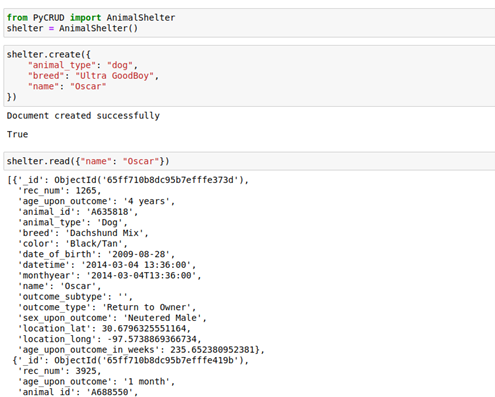 from PyCRUD import AnimalShelter
shelter = AnimalShelter()
shelter.create({
    "animal_type": "dog",
    "breed": "Ultra GoodBoy",
    "name": "Oscar"
})
Document created successfully
True
shelter.read({"name": "Oscar"})
[{'_id': ObjectId('65ff710b8dc95b7efffe373d'),
  'rec_num': 1265,
  'age_upon_outcome': '4 years',
  'animal_id': 'A635818',
  'animal_type': 'Dog',
  'breed': 'Dachshund Mix',
  'color': 'Black/Tan',
  'date_of_birth': '2009-08-28',
  'datetime': '2014-03-04 13:36:00',
  'monthyear': '2014-03-04T13:36:00',
  'name': 'Oscar',
  'outcome_subtype': '',
  'outcome_type': 'Return to Owner',
  'sex_upon_outcome': 'Neutered Male',
  'location_lat': 30.6796325551164,
  'location_long': -97.5738869366734,
  'age_upon_outcome_in_weeks': 235.652380952381},
 {'_id': ObjectId('65ff710b8dc95b7efffe419b'),
  'rec_num': 3925,
  'age_upon_outcome': '1 month',
  'animal_id': 'A688550',